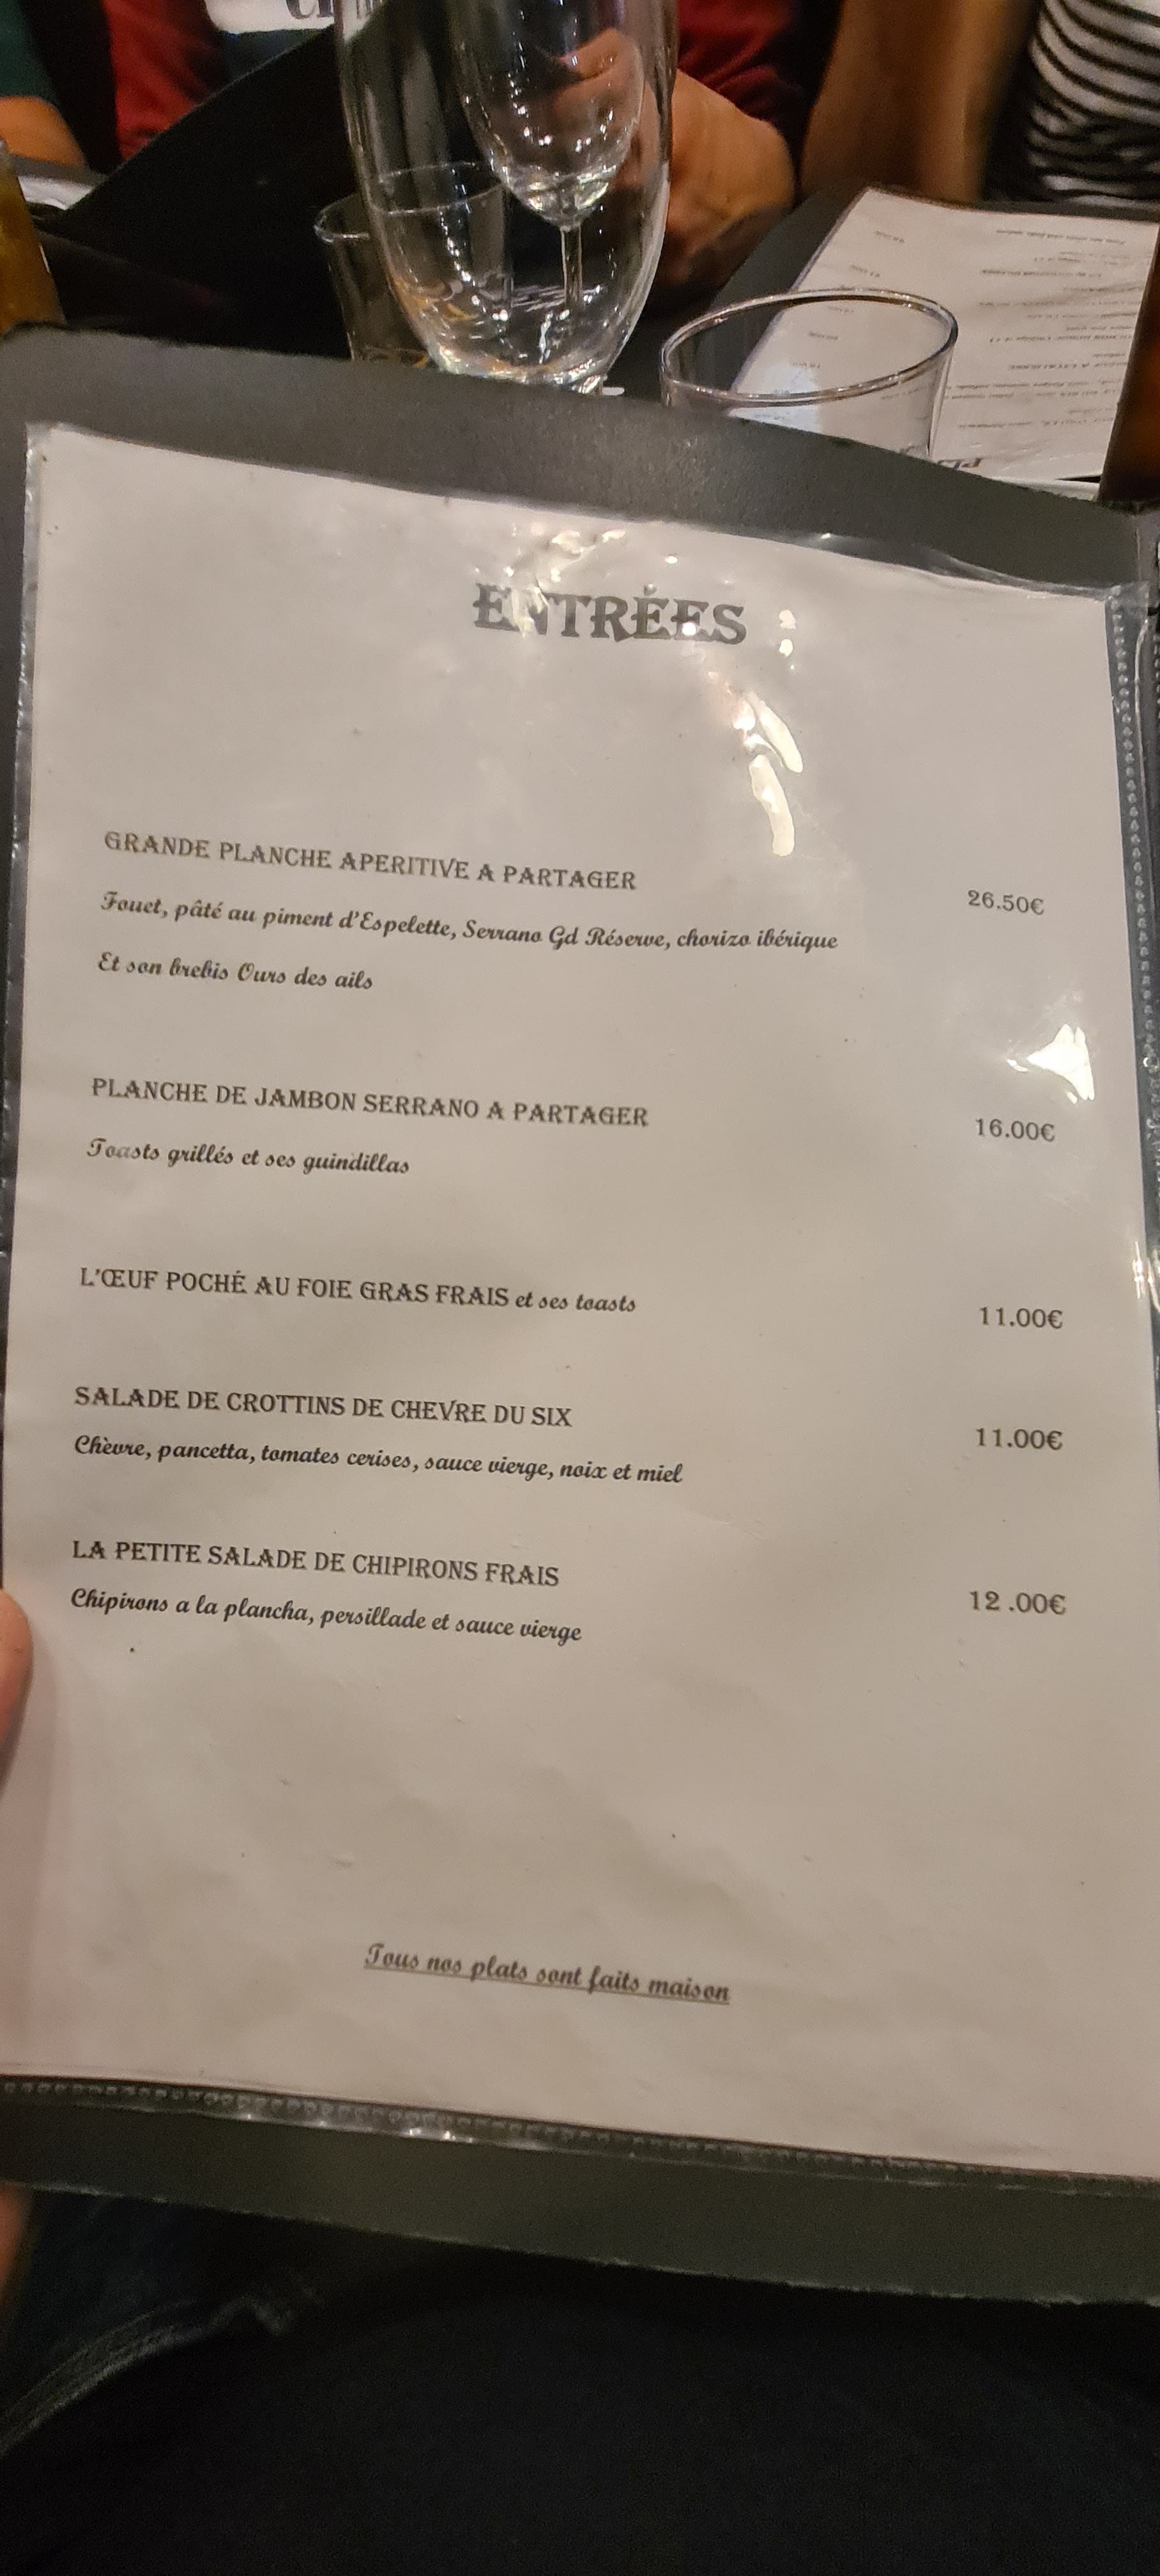 ENTRÉES
GRANDE PLANCHE APERITIVE A PARTAGER 26.50€
Fouet, pâté au piment d'Espelette, Serrano Gd Réserve, chorizo ibérique
Et son brebis Ours des ails
PLANCHE DE JAMBON SERRANO A PARTAGER 16.00€
Toasts grillés et ses guindillas
L'ŒUF POCHÉ AU FOIE GRAS FRAIS et ses toasts 11.00€
SALADE DE CROTTINS DE CHEVRE DU SIX 11.00€
Chèvre, pancetta, tomates cerises, sauce vierge, noix et miel
LA PETITE SALADE DE CHIPIRONS FRAIS 12 .00€
Chipirons a la plancha, persillade et sauce vierge
Tous nos plats sont faits maison